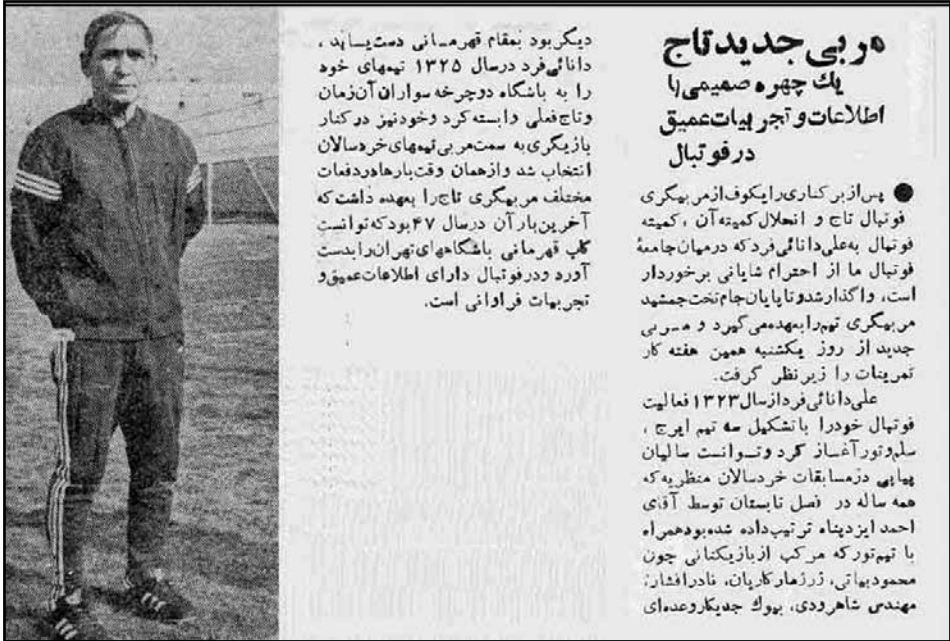 مربی جدید تاج
یك چهره صمیمی با
اطلاعات و تجربیات عمیق
در فوتبال
● پس از بر کناری رایکوف از مربیگری
فوتبال تاج و انحلال کمیته آن ، کمیته
فوتبال به علی دانائی فرد که در میان جامعهٔ
فوتبال ما از احترام شایانی برخوردار
است، واگذار شد و تا پایان جام تخت جمشید
مربیگری تیم را بعهده می گیرد و مربی
جدید از روز یکشنبه همین هفته کار
تمرینات را زیر نظر گرفت.
علی دانائی فرد از سال ۱۳۲۳ فعالیت
فوتبال خود را با تشکیل سه تیم ایرج ،
سلم و تور آغاز کرد و توانست سالیان
پیاپی در مسابقات خردسالان منظریه که
همه ساله در فصل تابستان توسط آقای
احمد ایزدپناه ترتیب داده شده بود همراه
با تیم تور که مرکب از بازیکنانی چون
محمود بیاتی، ژرژ مارکاریان، نادر افشار،
مهندس شاهرودی، بیوك جدیکار و عده ای
دیگر بود بمقام قهرمانی دست یابد ،
دانائی فرد در سال ۱۳۲۵ تیمهای خود
را به باشگاه دوچرخه سواران آن زمان
و تاج فعلی وابسته کرد و خود نیز در کنار
بازیگری به سمت مربی تیمهای خردسالان
انتخاب شد و از همان وقت بارها در دفعات
مختلف مربیگری تاج را بعهده داشت که
آخرین بار آن در سال ۴۷ بود که توانست
کاپ قهرمانی باشگاههای تهران را بدست
آورد و در فوتبال دارای اطلاعات عمیق و
تجربیات فراوانی است.